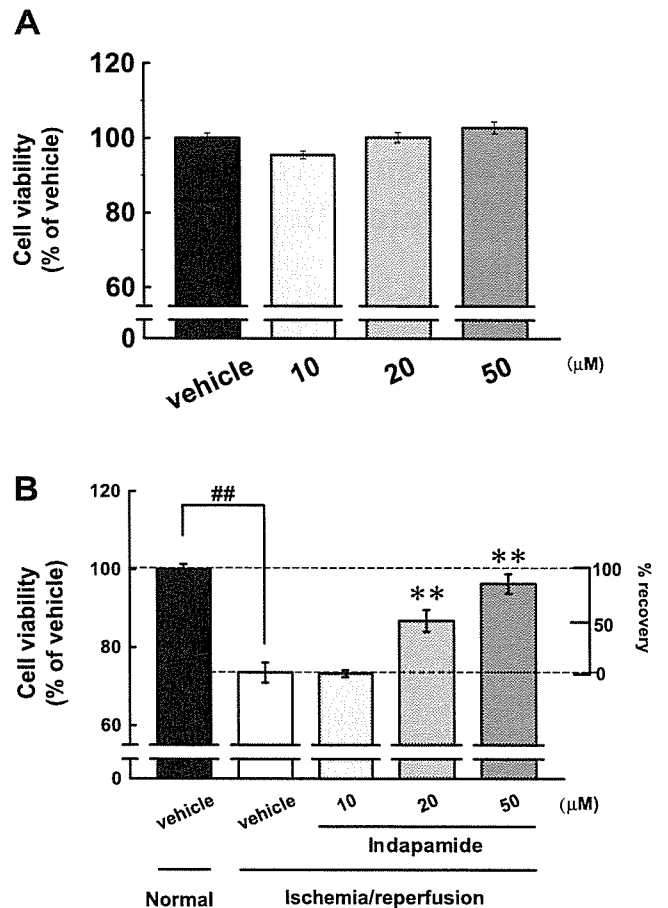 A
120
100
80
60
0
Cell viability
(% of vehicle)
vehicle 10 20 50 (μM)
B
120
100
80
60
0
Cell viability
(% of vehicle)
##
** **
100
50
0
% recovery
vehicle vehicle 10 20 50 (μM)
Indapamide
Normal Ischemia/reperfusion